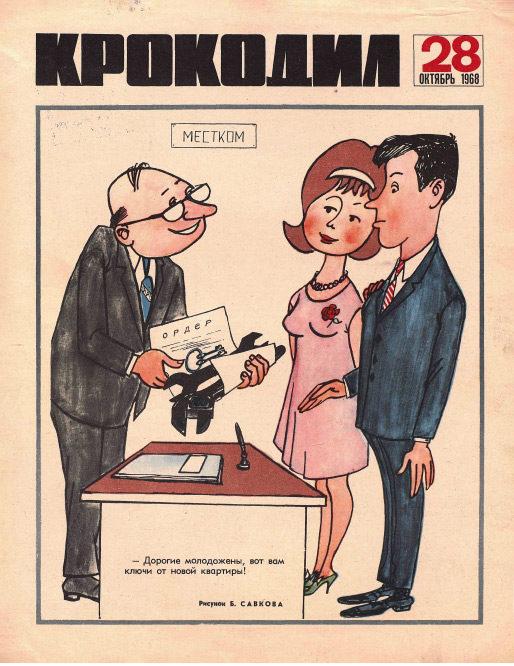 КРОКОДИЛ
28
ОКТЯБРЬ 1968
МЕСТКОМ
ОРДЕР
— Дорогие молодожены, вот вам
ключи от новой квартиры!
Рисунок Б. САВКОВА